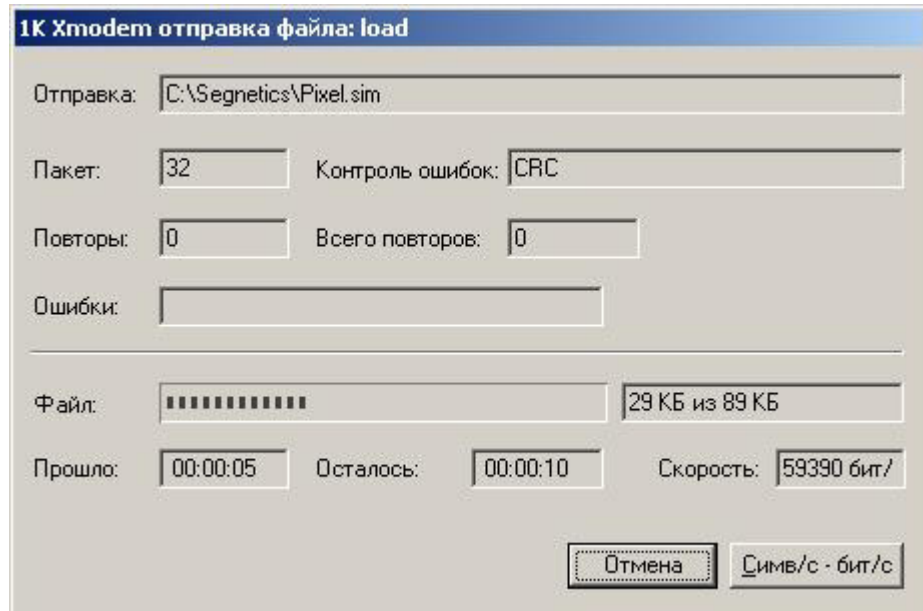 1K Xmodem отправка файла: load
Отправка: C:\Segnetics\Pixel.sim
Пакет: 32 Контроль ошибок: CRC
Повторы: 0 Всего повторов: 0
Ошибки:
Файл: 29 КБ из 89 КБ
Прошло: 00:00:05 Осталось: 00:00:10 Скорость: 59390 бит/
Отмена Симв/с - бит/с